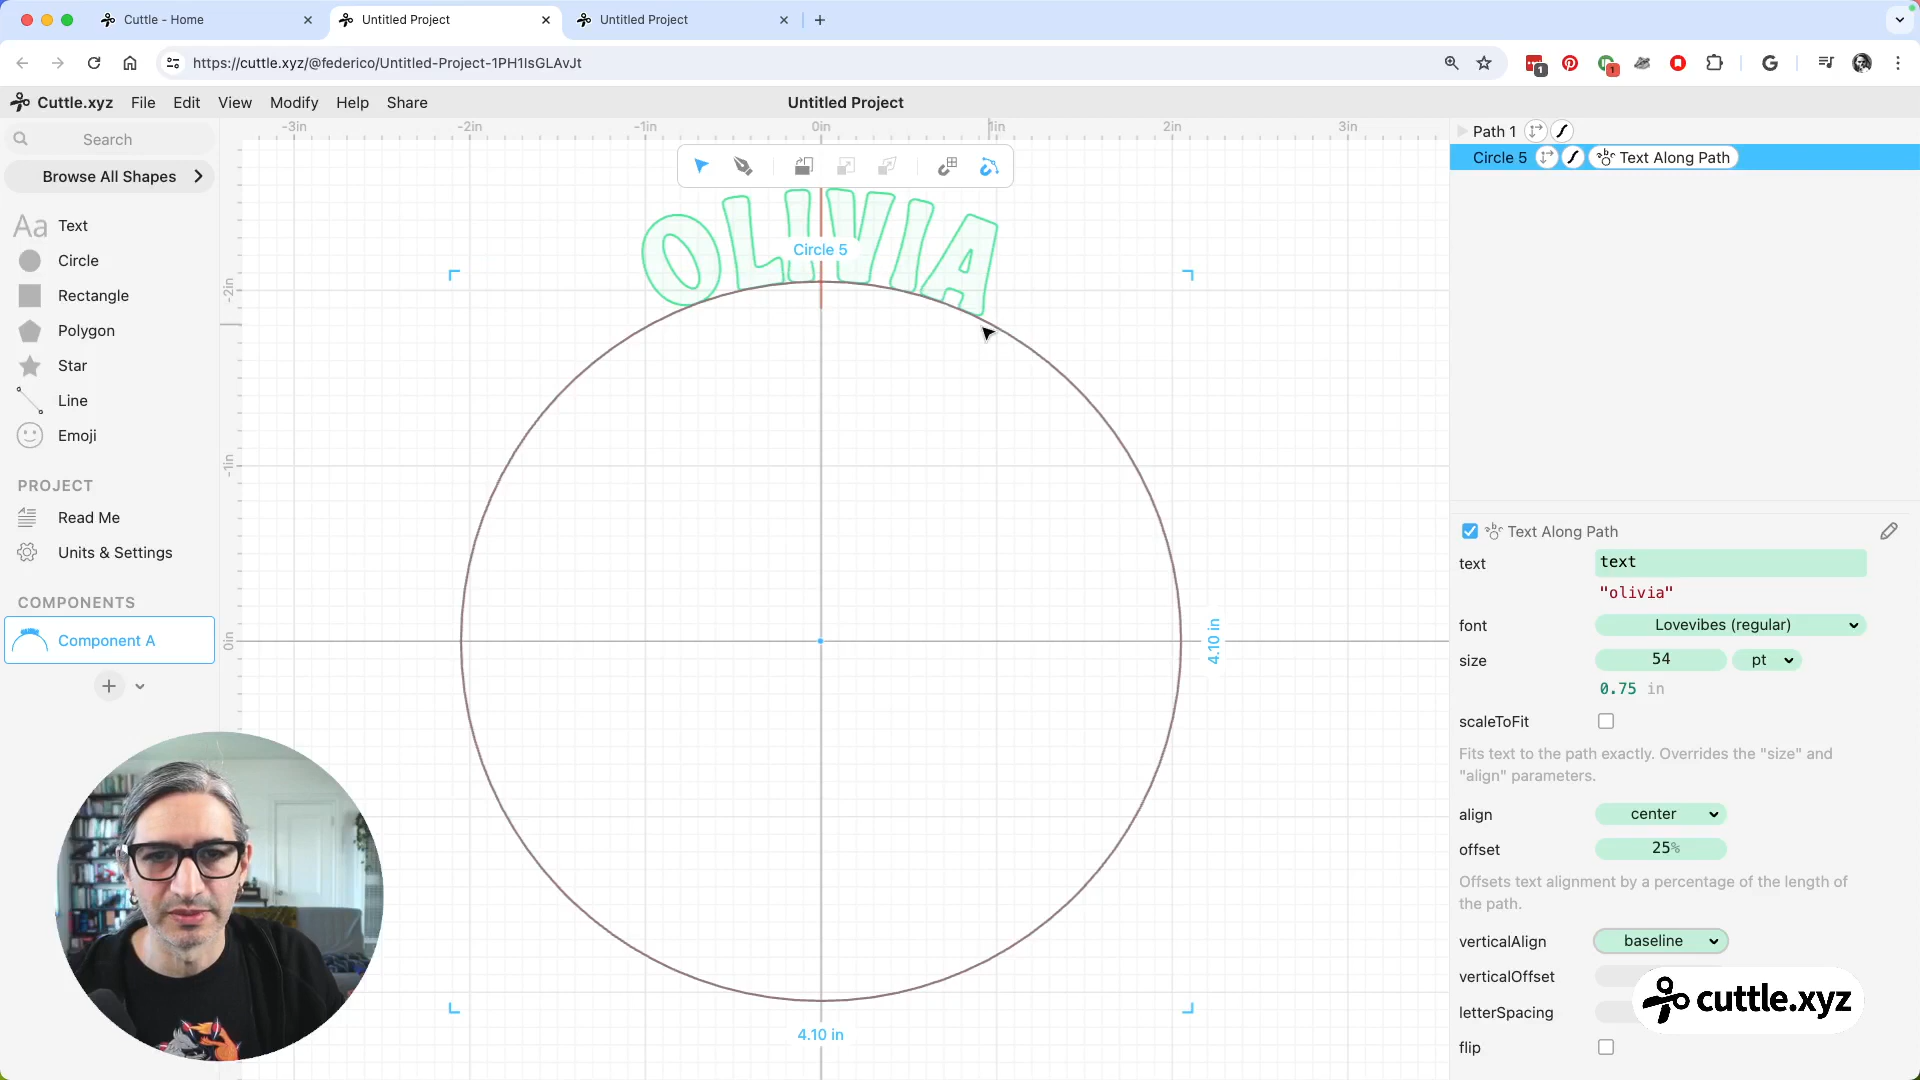 Cuttle - Home
Untitled Project
Untitled Project
https://cuttle.xyz/@federico/Untitled-Project-1PH1IsGLAvJt
1
1
Cuttle.xyz File Edit View Modify Help Share
Untitled Project
Search
Browse All Shapes
Aa Text
Circle
Rectangle
Polygon
Star
Line
Emoji
PROJECT
Read Me
Units & Settings
COMPONENTS
Component A
-3in -2in -1in 0in 1in 2in 3in
-2in
-1in
0in
OLIVIA
Circle 5
4.10 in
4.10 in
Path 1
Circle 5 Text Along Path
Text Along Path
text text
"olivia"
font Lovevibes (regular)
size 54 pt
0.75 in
scaleToFit
Fits text to the path exactly. Overrides the "size" and
"align" parameters.
align center
offset 25%
Offsets text alignment by a percentage of the length of
the path.
verticalAlign baseline
verticalOffset
letterSpacing
flip
cuttle.xyz